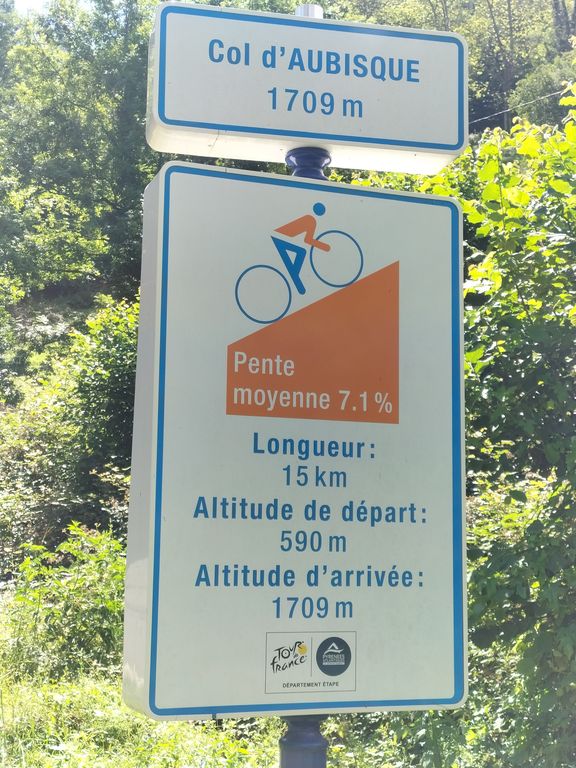 Col d'AUBISQUE
1709 m
Pente
moyenne 7.1 %
Longueur :
15 km
Altitude de départ :
590 m
Altitude d'arrivée :
1709 m
TOUR
de
france
PYRENEES
DÉPARTEMENT ÉTAPE